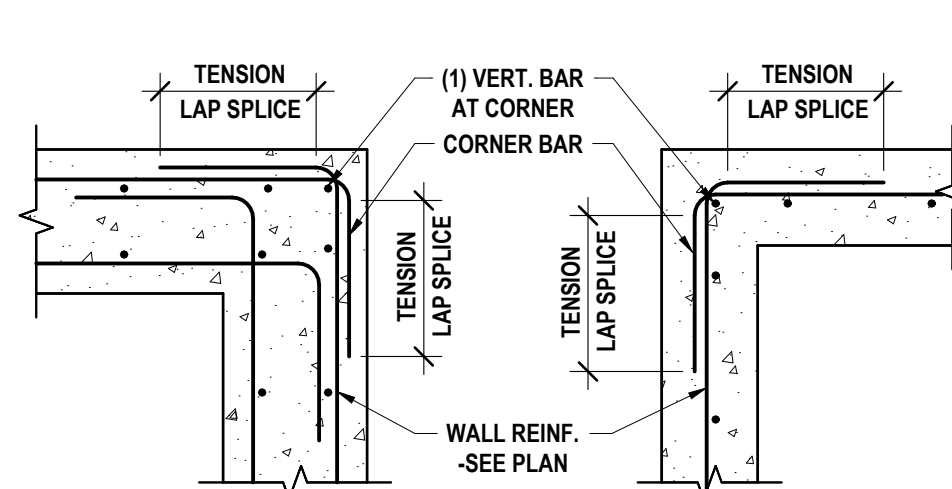 TENSION
LAP SPLICE
(1) VERT. BAR
AT CORNER
CORNER BAR
TENSION
LAP SPLICE
TENSION
LAP SPLICE
TENSION
LAP SPLICE
WALL REINF.
-SEE PLAN